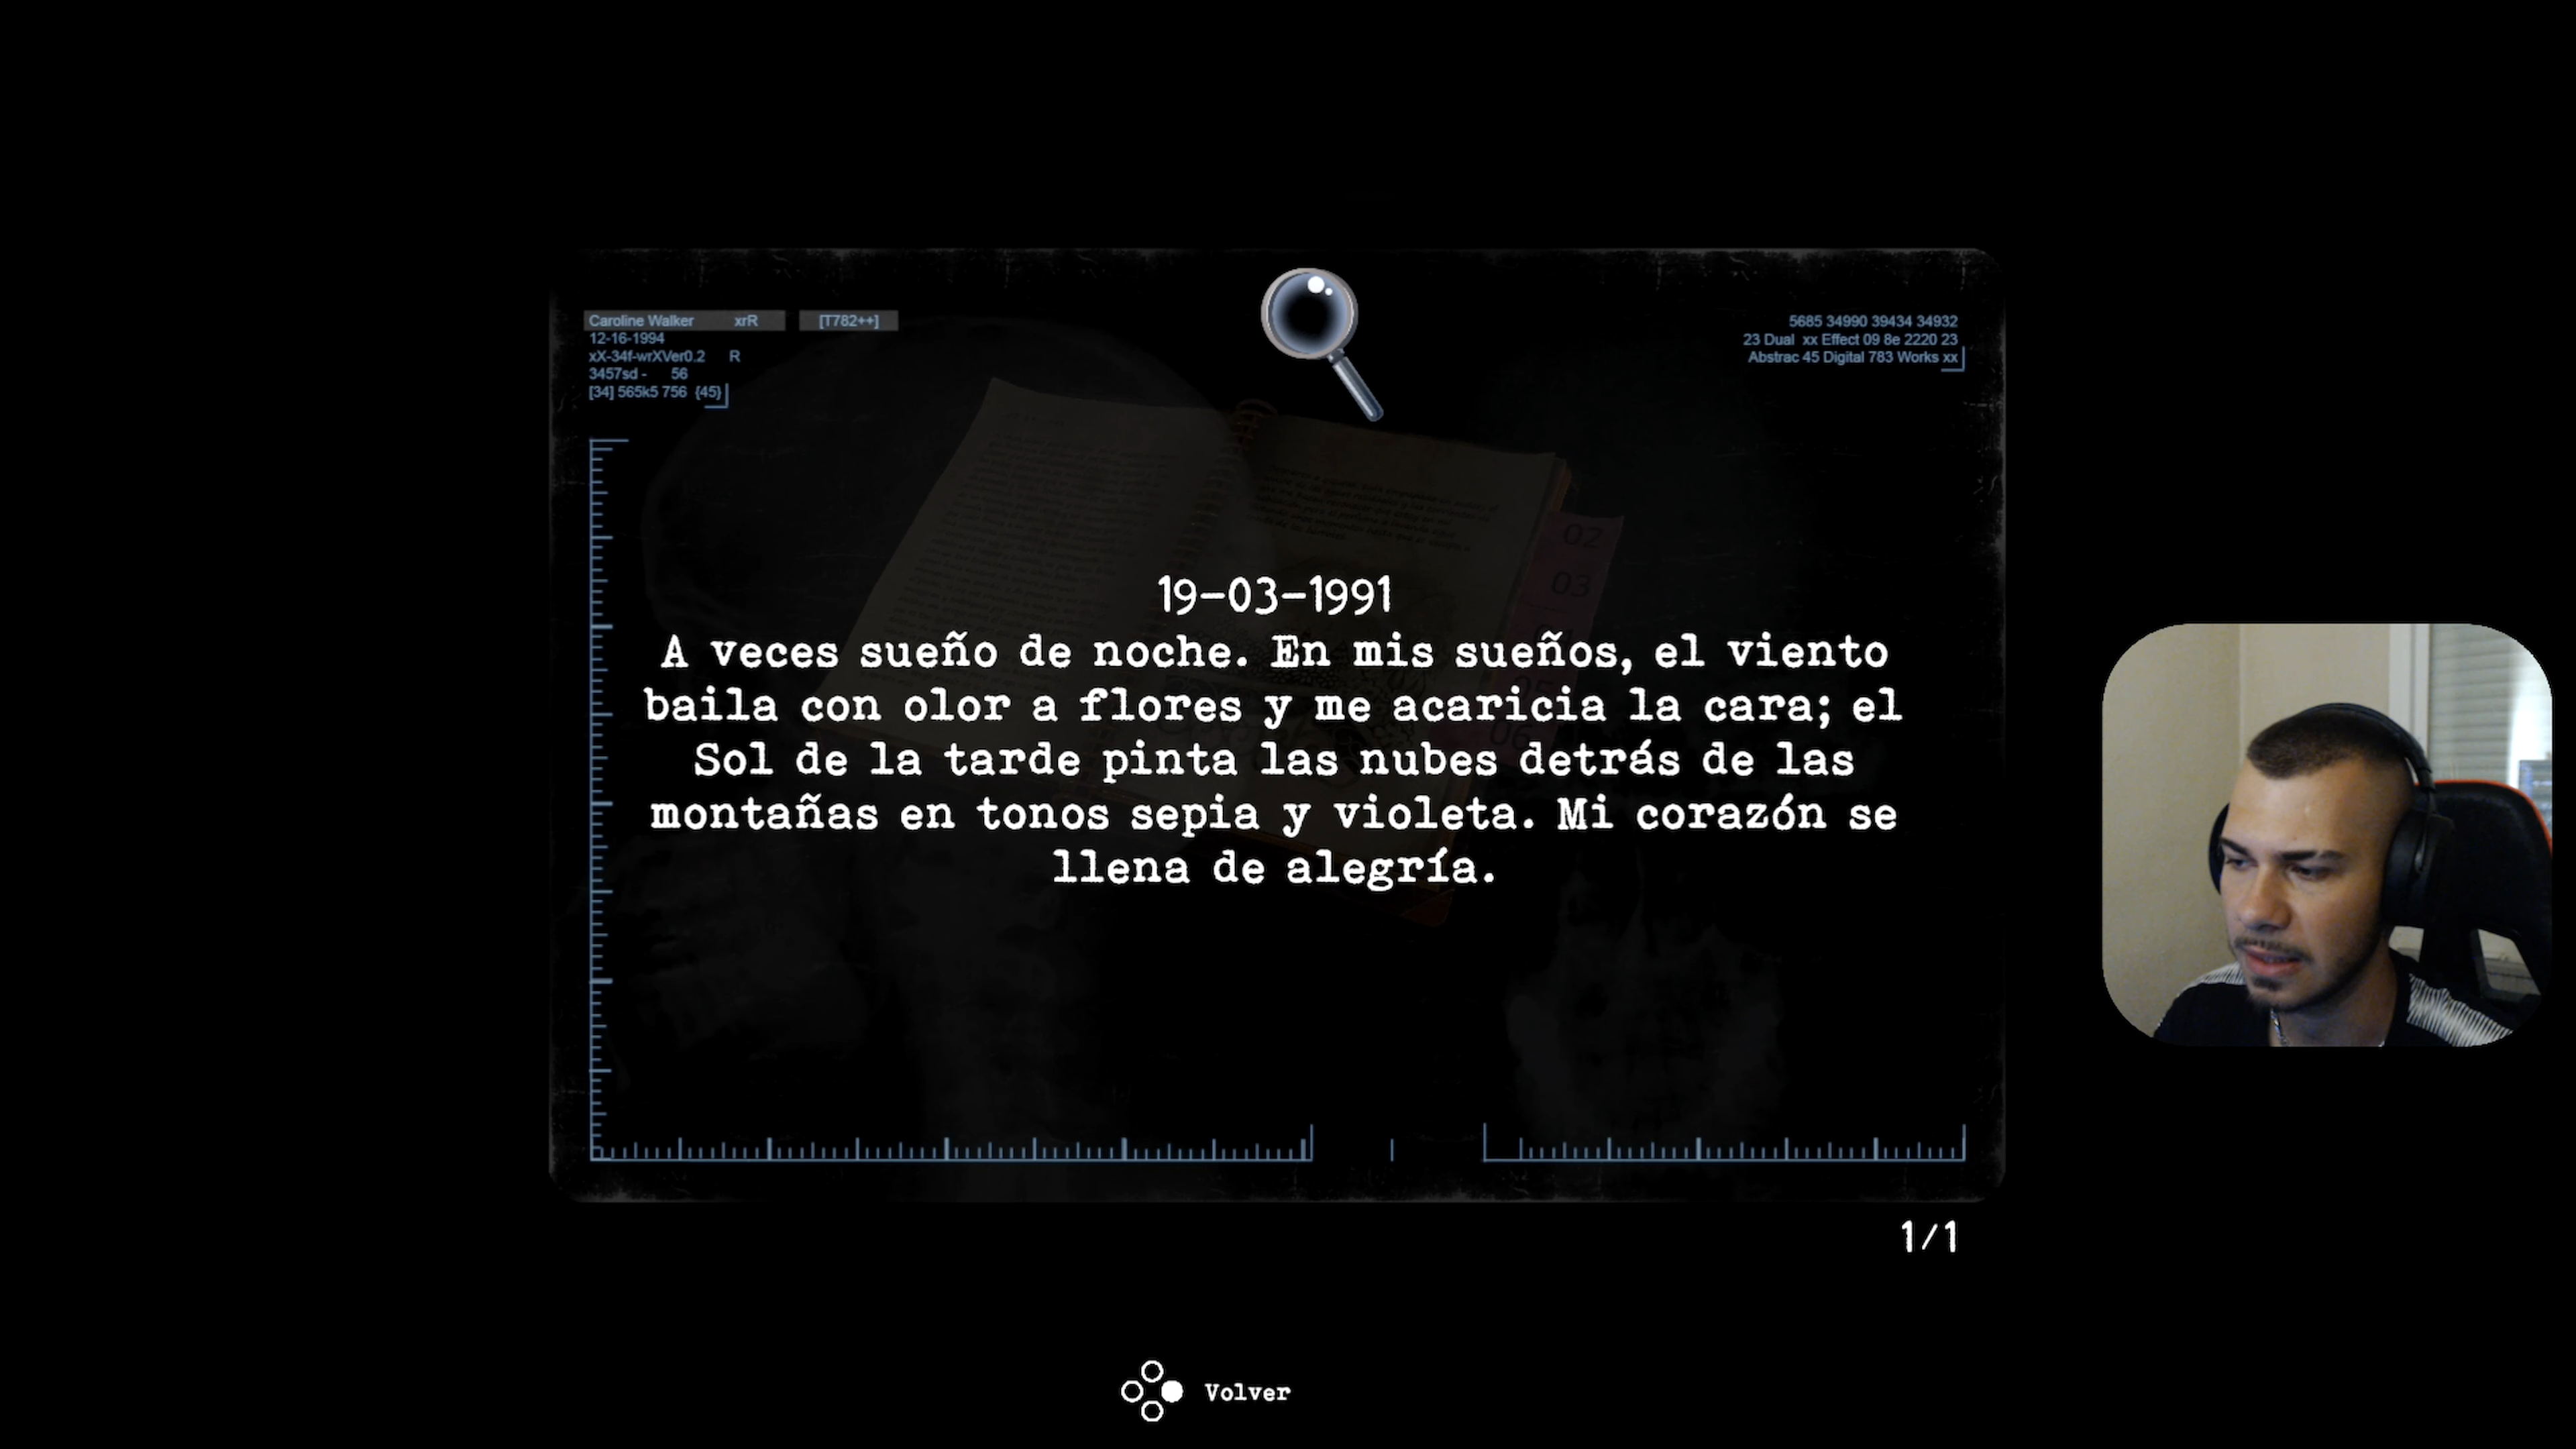 Caroline Walker xrR [T782++]
12-16-1994
xX-34f-wrXVer0.2 R
3457sd - 56
[34] 565k5 756 {45}
5685 34990 39434 34932
23 Dual xx Effect 09 8e 2220 23
Abstrac 45 Digital 783 Works xx
02
03
06
19-03-1991
A veces sueño de noche. En mis sueños, el viento
baila con olor a flores y me acaricia la cara; el
Sol de la tarde pinta las nubes detrás de las
montañas en tonos sepia y violeta. Mi corazón se
llena de alegría.
1/1
Volver